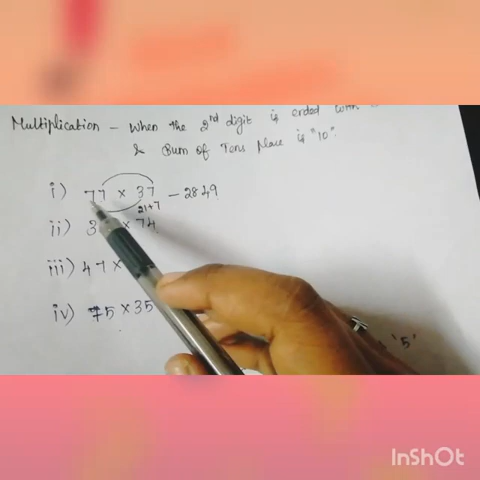 Multiplication - When the 2nd digit is ended with
& Sum of Tens place is "10".
i) 77 × 37 - 2849
21+7
ii) 3 × 74
iii) 47 ×
iv) 75 × 35
'5'
InShOt